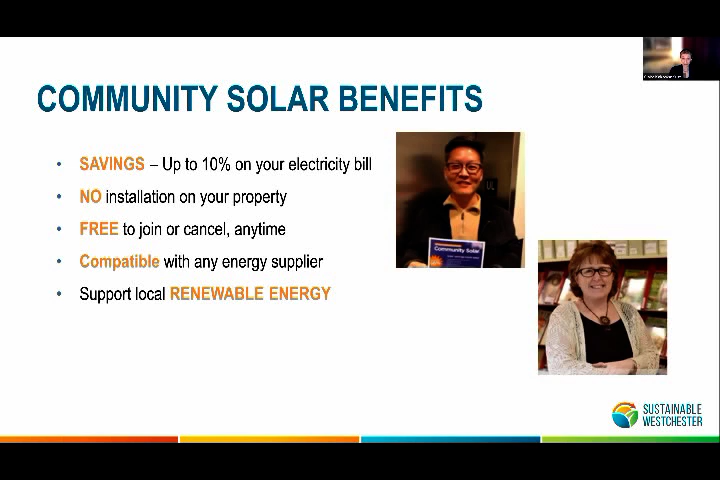 COMMUNITY SOLAR BENEFITS
• SAVINGS – Up to 10% on your electricity bill
• NO installation on your property
• FREE to join or cancel, anytime
• Compatible with any energy supplier
• Support local RENEWABLE ENERGY
Community Solar
SUSTAINABLE
WESTCHESTER